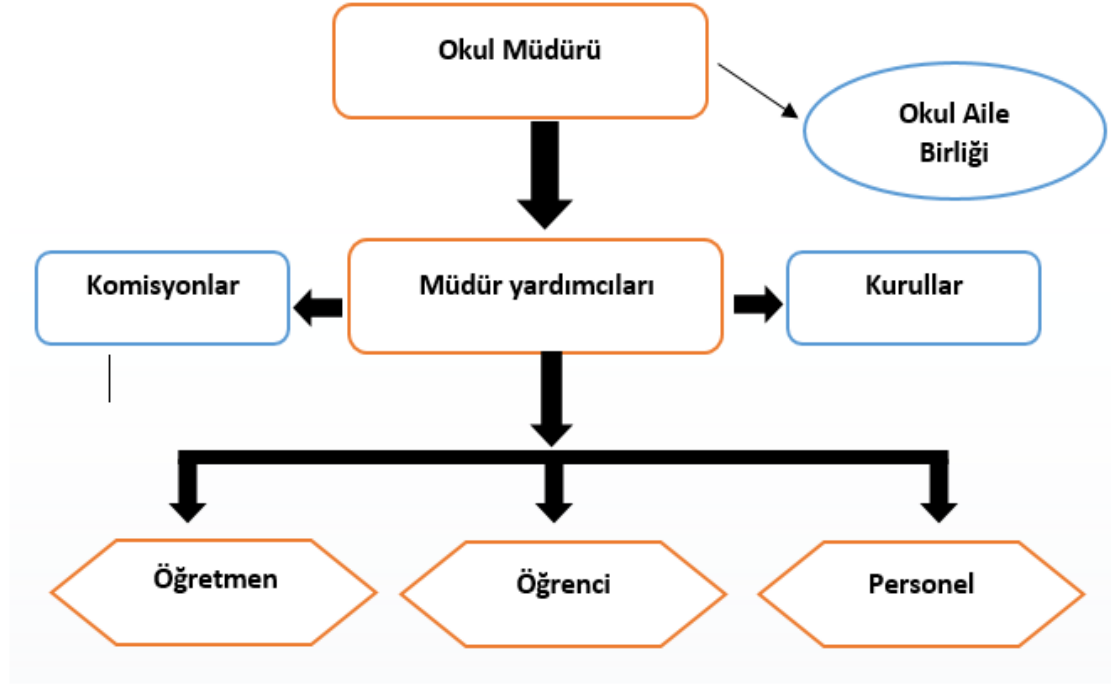 Okul Müdürü
Okul Aile
Birliği
Komisyonlar
Müdür yardımcıları
Kurullar
Öğretmen
Öğrenci
Personel